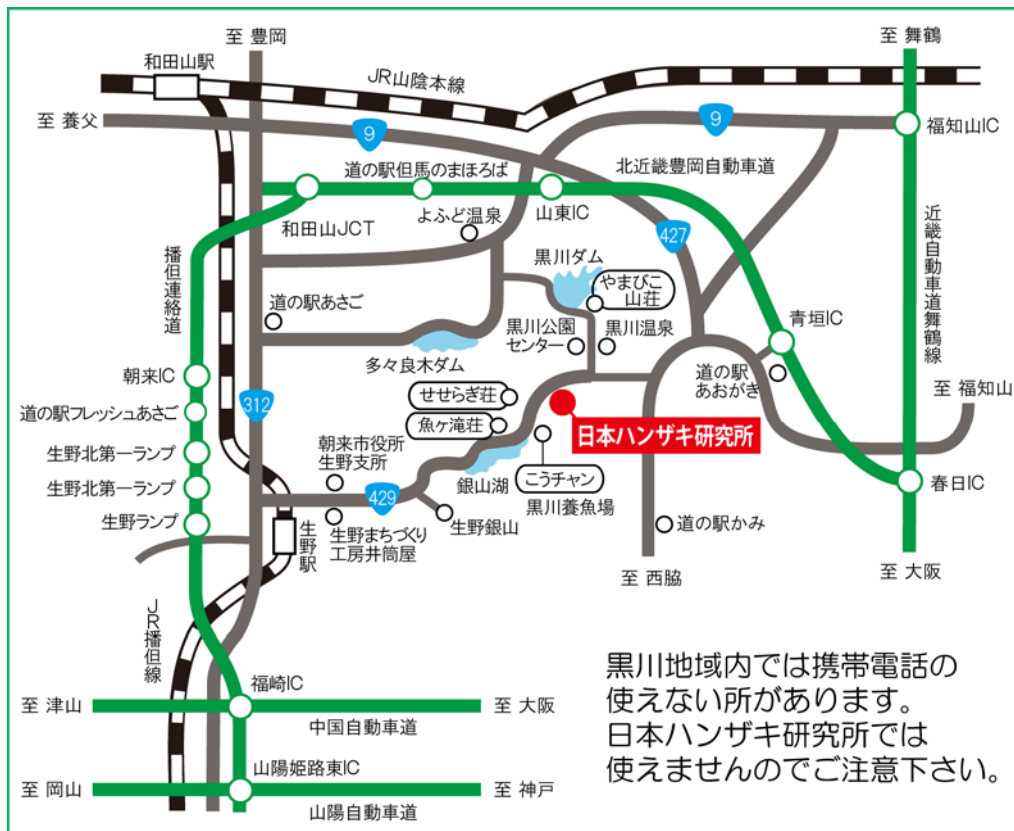 至 豊岡
至 舞鶴
和田山駅
JR山陰本線
至 養父
9
9
福知山IC
道の駅但馬のまほろば
北近畿豊岡自動車道
和田山JCT
よふど温泉
山東IC
427
近畿自動車道舞鶴線
播但連絡道
黒川ダム
やまびこ
山荘
道の駅あさご
黒川公園
センター
黒川温泉
青垣IC
多々良木ダム
道の駅
あおがき
朝来IC
せせらぎ荘
至 福知山
道の駅フレッシュあさご
312
魚ヶ滝荘
日本ハンザキ研究所
生野北第一ランプ
朝来市役所
生野支所
銀山湖
こうチャン
生野北第一ランプ
429
黒川養魚場
春日IC
生野ランプ
生野駅
生野まちづくり
工房井筒屋
生野銀山
道の駅かみ
至 西脇
至 大阪
JR播但線
福崎IC
至 津山
至 大阪
中国自動車道
山陽姫路東IC
至 岡山
至 神戸
山陽自動車道
黒川地域内では携帯電話の
使えない所があります。
日本ハンザキ研究所では
使えませんのでご注意下さい。